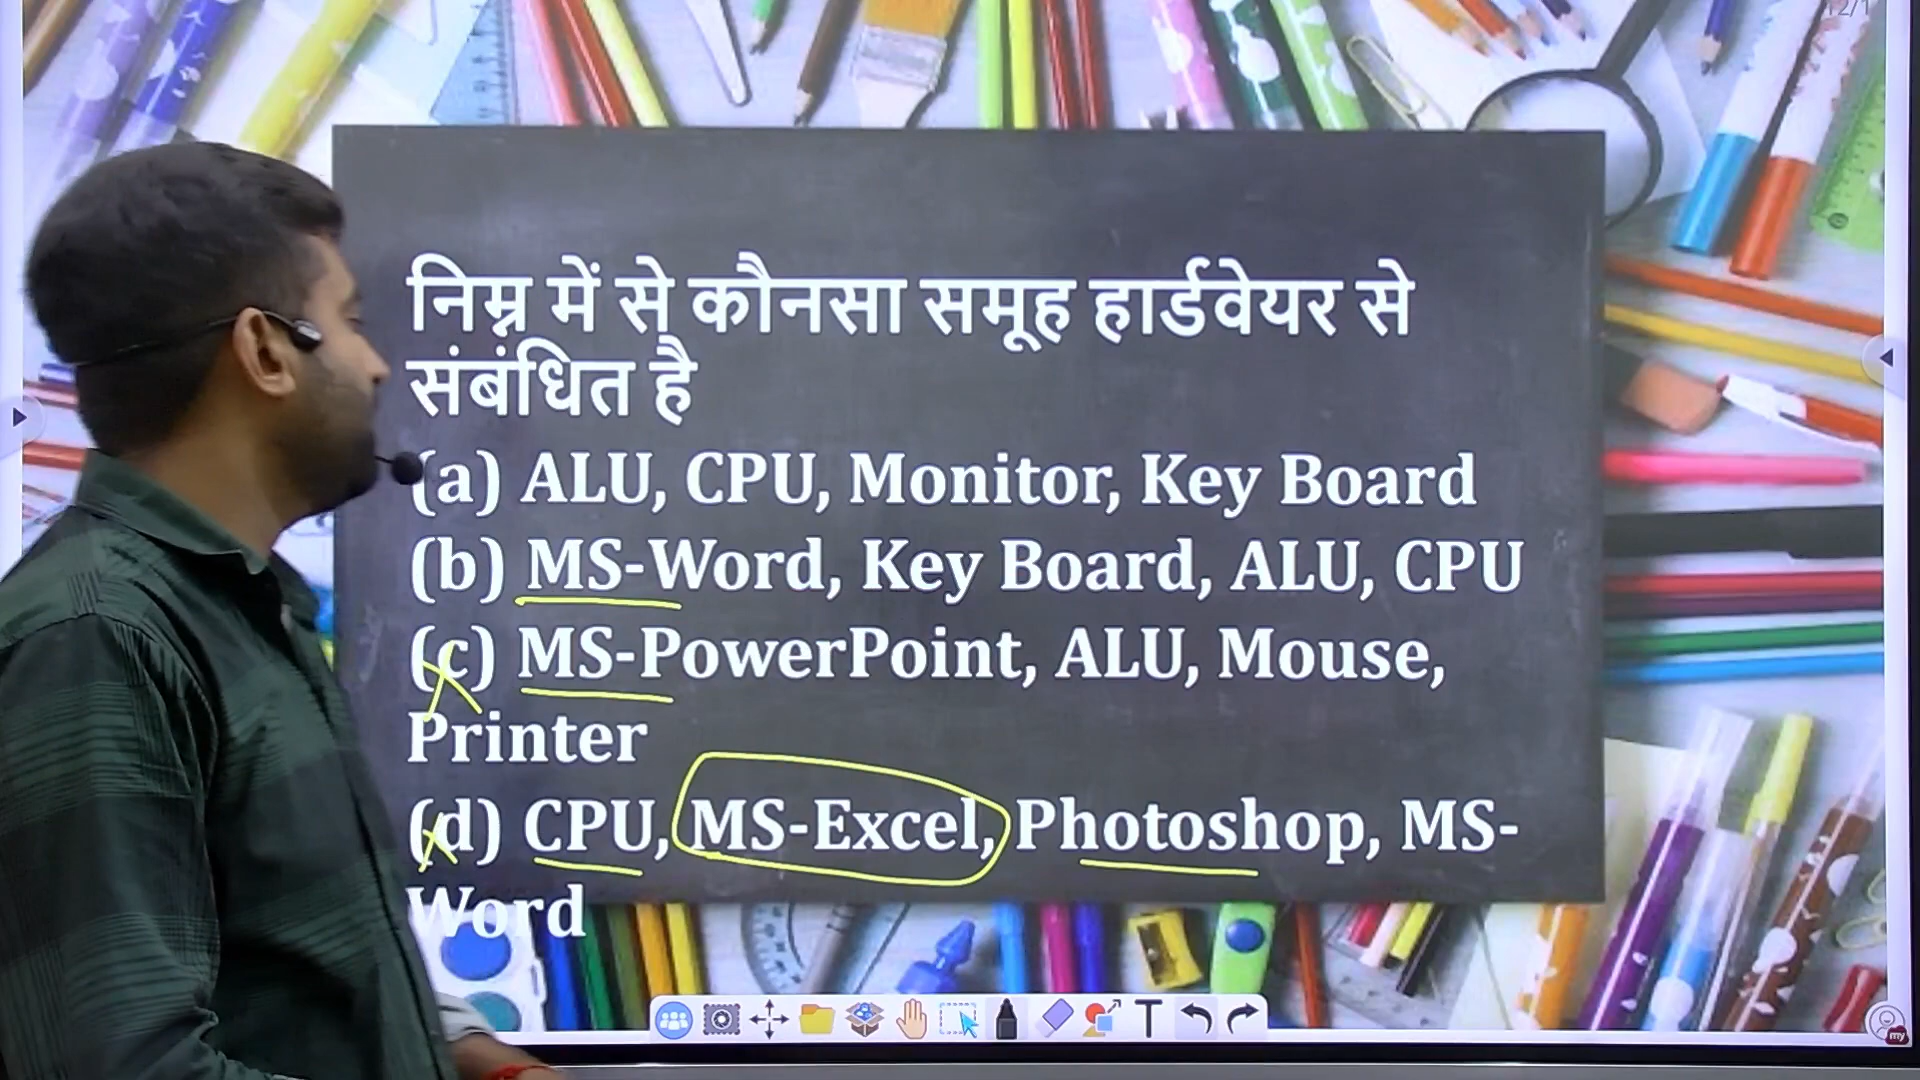 निम्न में से कौनसा समूह हार्डवेयर से
संबंधित है
(a) ALU, CPU, Monitor, Key Board
(b) MS-Word, Key Board, ALU, CPU
(c) MS-PowerPoint, ALU, Mouse,
Printer
(d) CPU, MS-Excel, Photoshop, MS-
Word